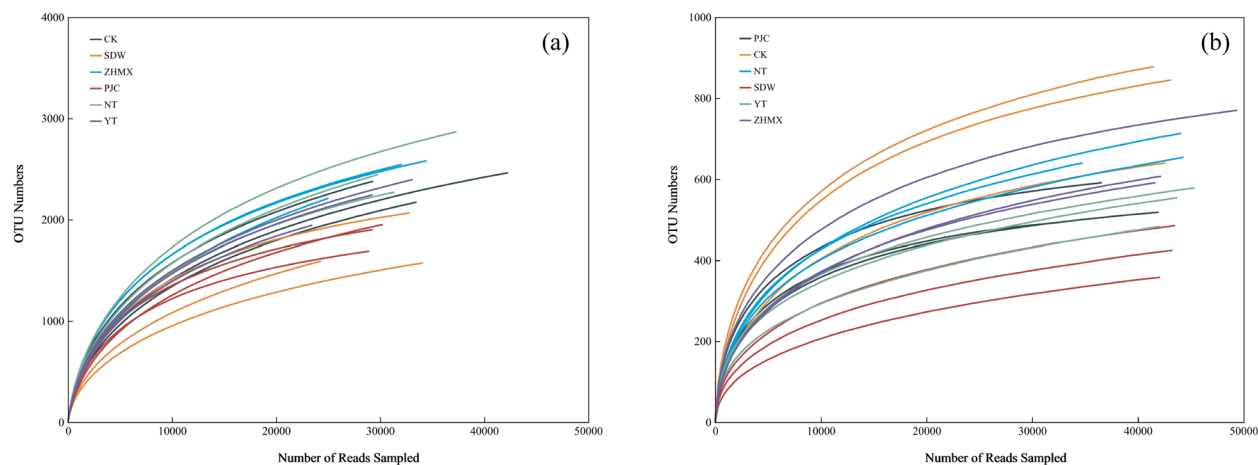 (a)
4000
3000
2000
1000
0
OTU Numbers
CK
SDW
ZHMX
PJC
NT
YT
0 10000 20000 30000 40000 50000
Number of Reads Sampled
(b)
1000
800
600
400
200
0
OTU Numbers
PJC
CK
NT
SDW
YT
ZHMX
0 10000 20000 30000 40000 50000
Number of Reads Sampled